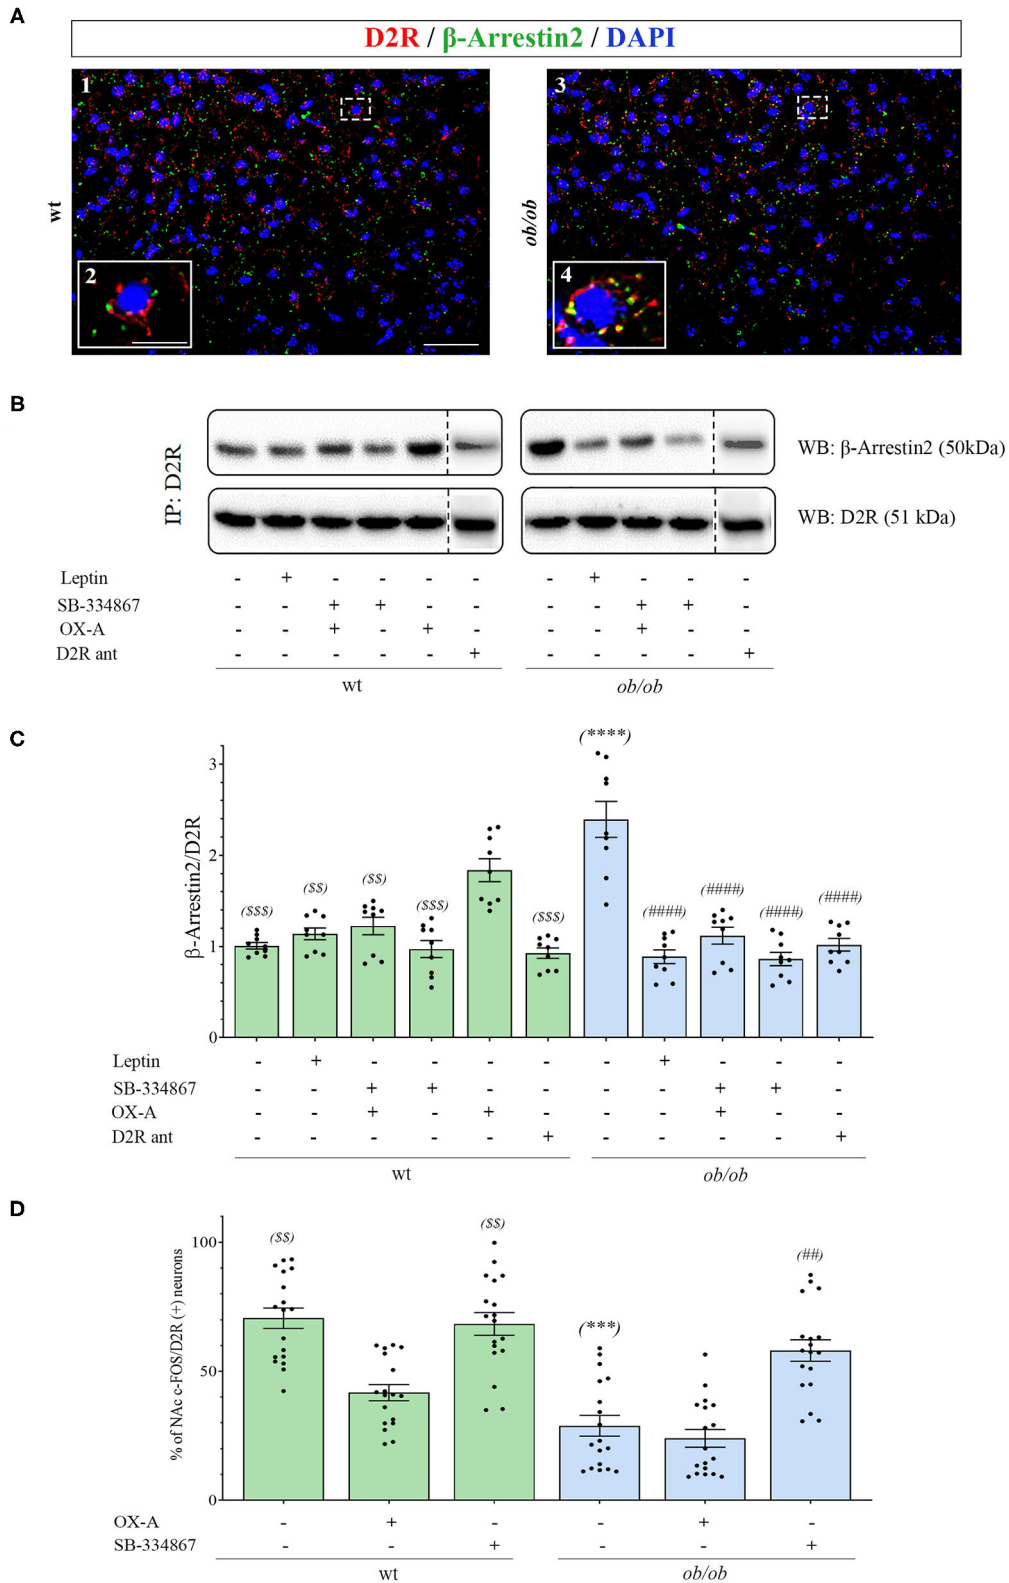 A
D2R / β-Arrestin2 / DAPI
1
3
wt
ob/ob
2
4
B
IP: D2R
WB: β-Arrestin2 (50kDa)
WB: D2R (51 kDa)
Leptin - + - - - - - + - - -
SB-334867 - - + + - - - - + + -
OX-A - - + - + - - - + - -
D2R ant - - - - - + - - - - +
wt ob/ob
C
(****)
3
2
1
0
β-Arrestin2/D2R
($$$) ($$) ($$) ($$$) ($$$) (####) (####) (####) (####)
Leptin - + - - - - - + - - -
SB-334867 - - + + - - - - + + -
OX-A - - + - + - - - + - -
D2R ant - - - - - + - - - - +
wt ob/ob
D
($$) ($$) (***) (##)
100
50
0
% of NAc c-FOS/D2R (+) neurons
OX-A - + - - + -
SB-334867 - - + - - +
wt ob/ob